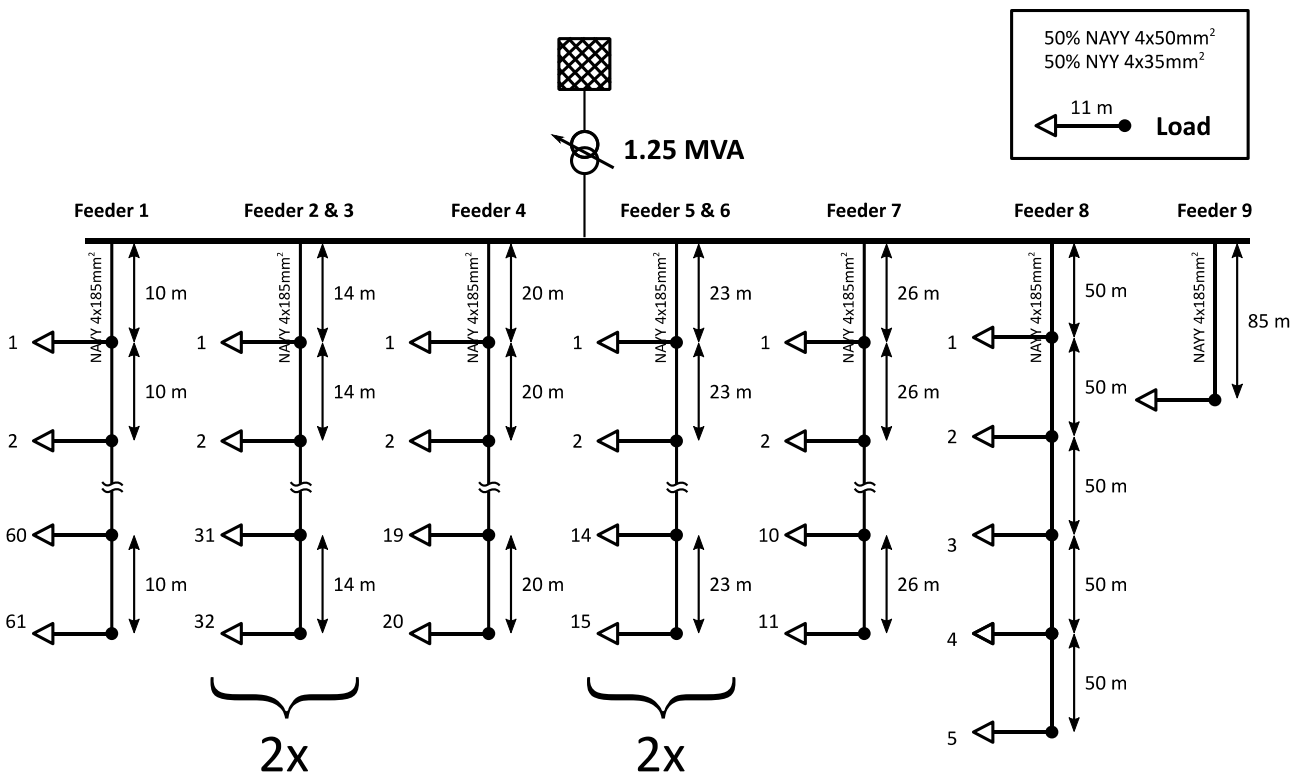 50% NAYY 4x50mm²
50% NYY 4x35mm²
11 m
Load
1.25 MVA
Feeder 1
Feeder 2 & 3
Feeder 4
Feeder 5 & 6
Feeder 7
Feeder 8
Feeder 9
NAYY 4x185mm²
10 m
1
10 m
2
60
10 m
61
NAYY 4x185mm²
14 m
1
14 m
2
31
14 m
32
2x
NAYY 4x185mm²
20 m
1
20 m
2
19
20 m
20
NAYY 4x185mm²
23 m
1
23 m
2
14
23 m
15
2x
NAYY 4x185mm²
26 m
1
26 m
2
10
26 m
11
NAYY 4x185mm²
50 m
1
50 m
2
50 m
3
50 m
4
50 m
5
NAYY 4x185mm²
85 m